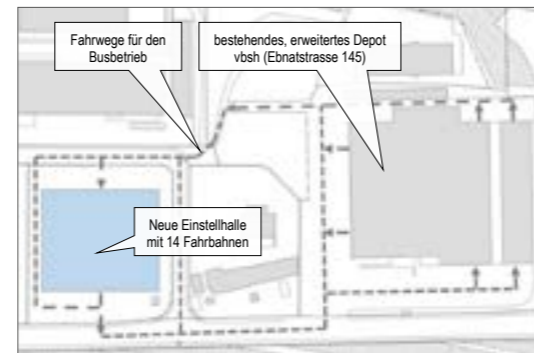 Fahrwege für den
Busbetrieb
bestehendes, erweitertes Depot
vbsh (Ebnatstrasse 145)
Neue Einstellhalle
mit 14 Fahrbahnen